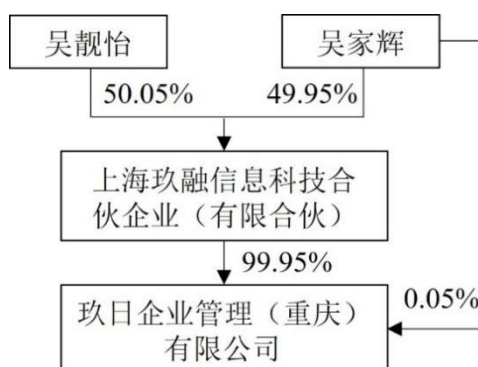 吴靓怡
吴家辉
50.05%
49.95%
上海玖融信息科技合
伙企业（有限合伙）
99.95%
0.05%
玖日企业管理（重庆）
有限公司